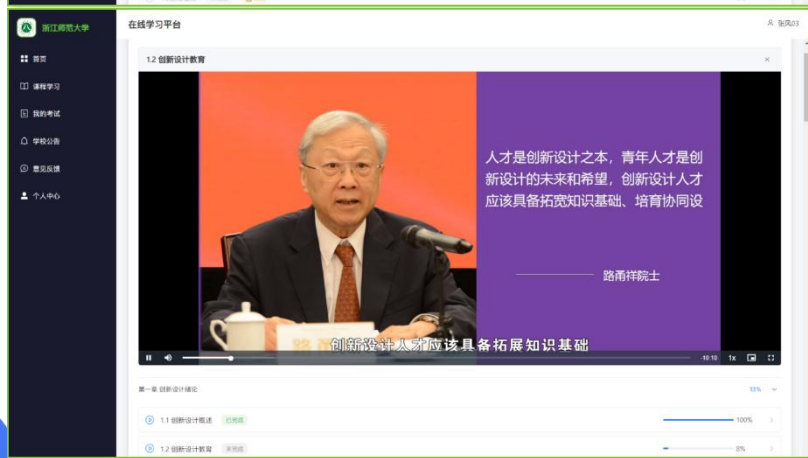 浙江师范大学
在线学习平台
首页
课程学习
我的考试
学校公告
意见反馈
个人中心
1.2 创新设计教育
人才是创新设计之本，青年人才是创
新设计的未来和希望，创新设计人才
应该具备拓宽知识基础、培育协同设
路甬祥院士
创新设计人才应该具备拓展知识基础
-10:10 1x
第一章 创新设计绪论
1.1 创新设计概述 已完成 100%
1.2 创新设计教育 未完成 8%